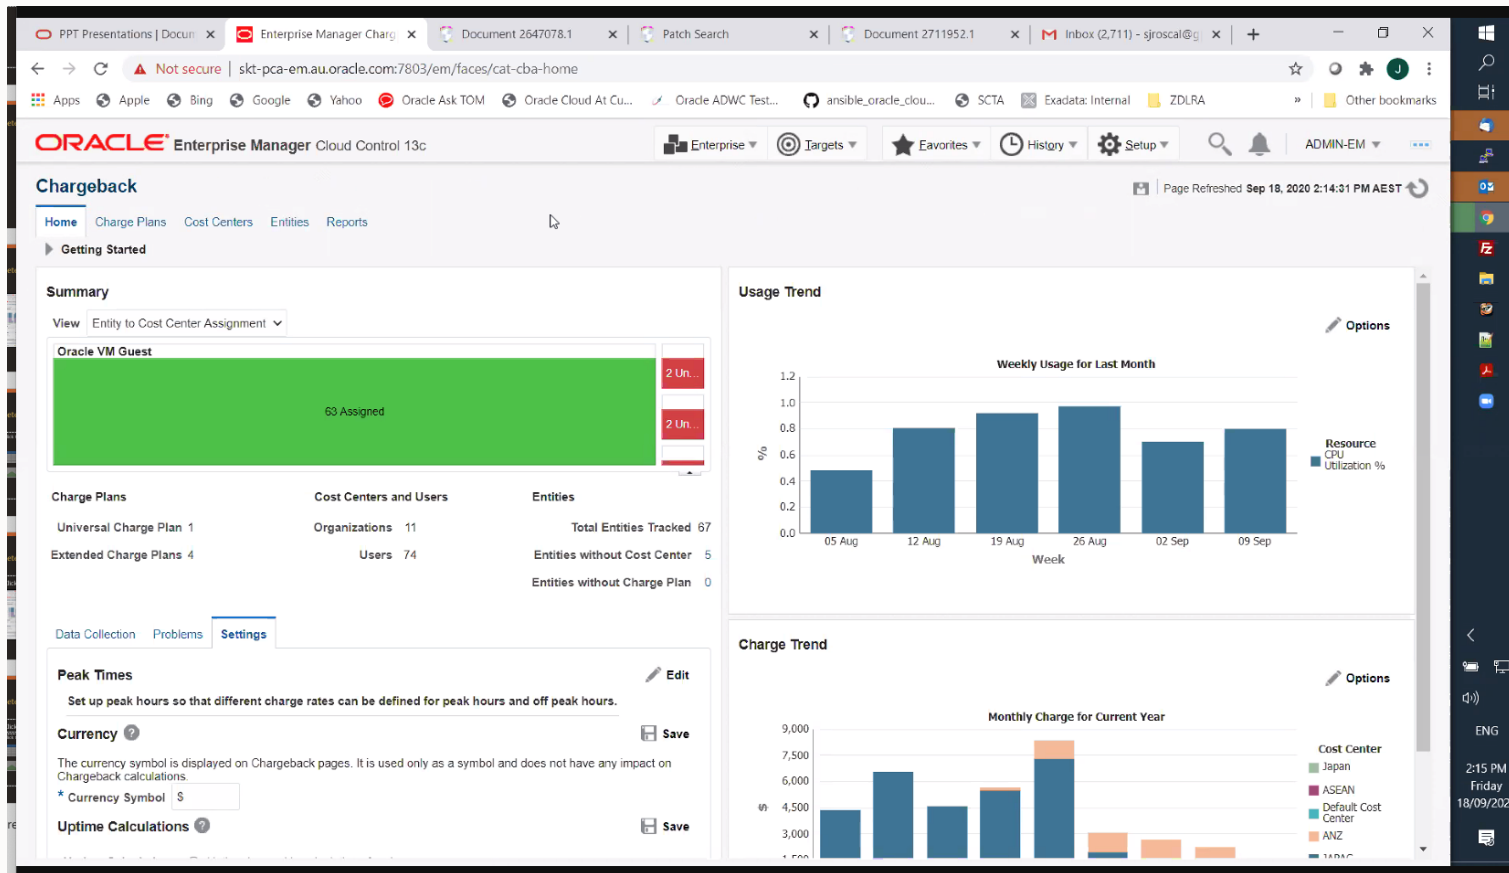 PPT Presentations | Docum
Enterprise Manager Charg
Document 2647078.1
Patch Search
Document 2711952.1
Inbox (2,711) - sjroscal@g
Not secure | skt-pca-em.au.oracle.com:7803/em/faces/cat-cba-home
J
Apps Apple Bing Google Yahoo Oracle Ask TOM Oracle Cloud At Cu... Oracle ADWC Test... ansible_oracle_clou... SCTA Exadata: Internal ZDLRA » Other bookmarks
ORACLE Enterprise Manager Cloud Control 13c
Enterprise Targets Favorites History Setup ADMIN-EM
Chargeback
Page Refreshed Sep 18, 2020 2:14:31 PM AEST
Home Charge Plans Cost Centers Entities Reports
Getting Started
Summary
View Entity to Cost Center Assignment
Oracle VM Guest
63 Assigned
2 Un...
2 Un...
Charge Plans
Universal Charge Plan 1
Extended Charge Plans 4
Cost Centers and Users
Organizations 11
Users 74
Entities
Total Entities Tracked 67
Entities without Cost Center 5
Entities without Charge Plan 0
Data Collection Problems Settings
Peak Times
Edit
Set up peak hours so that different charge rates can be defined for peak hours and off peak hours.
Currency ?
Save
The currency symbol is displayed on Chargeback pages. It is used only as a symbol and does not have any impact on
Chargeback calculations.
* Currency Symbol $
Uptime Calculations ?
Save
Usage Trend
Options
Weekly Usage for Last Month
1.2
1.0
0.8
0.6
0.4
0.2
0.0
%
05 Aug 12 Aug 19 Aug 26 Aug 02 Sep 09 Sep
Week
Resource
CPU
Utilization %
Charge Trend
Options
Monthly Charge for Current Year
9,000
7,500
6,000
4,500
3,000
1,500
$
Cost Center
Japan
ASEAN
Default Cost
Center
ANZ
JAPAC
ENG
2:15 PM
Friday
18/09/202